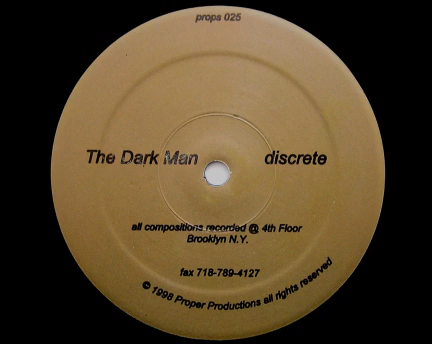 props 025
The Dark Man discrete
all compositions recorded @ 4th Floor
Brooklyn N.Y.
fax 718-789-4127
© 1998 Proper Productions all rights reserved